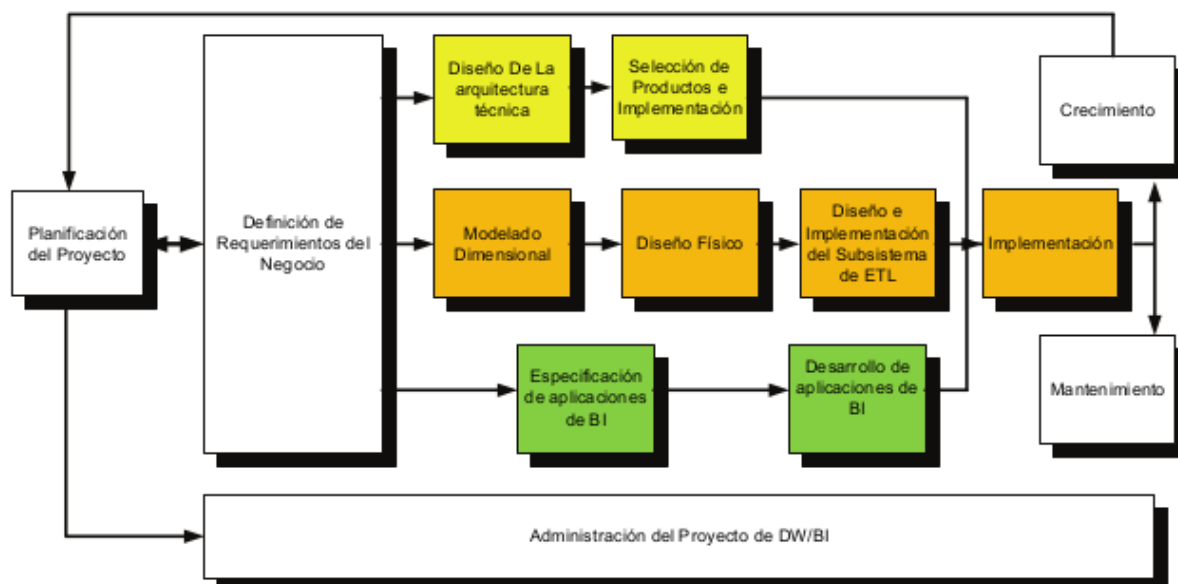 Diseño De La
arquitectura
técnica
Selección de
Productos e
Implementación
Crecimiento
Planificación
del Proyecto
Definición de
Requerimientos del
Negocio
Modelado
Dimensional
Diseño Físico
Diseño e
Implementación
del Subsistema
de ETL
Implementación
Especificación
de aplicaciones
de BI
Desarrollo de
aplicaciones de
BI
Mantenimiento
Administración del Proyecto de DW/BI